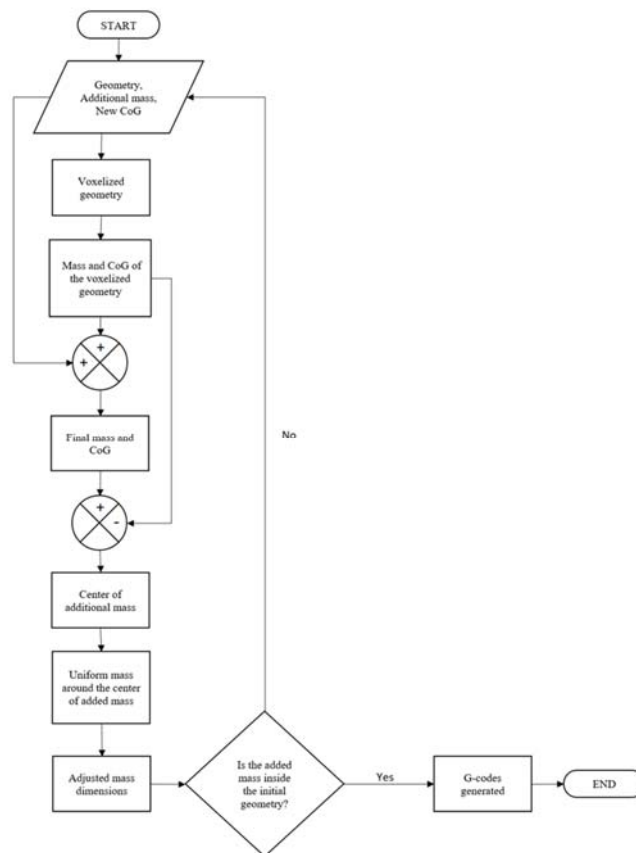 START
Geometry,
Additional mass,
New CoG
Voxelized
geometry
Mass and CoG of
the voxelized
geometry
+
+
Final mass and
CoG
No
+
-
Center of
additional mass
Uniform mass
around the center
of added mass
Adjusted mass
dimensions
Is the added
mass inside
the initial
geometry?
Yes
G-codes
generated
END